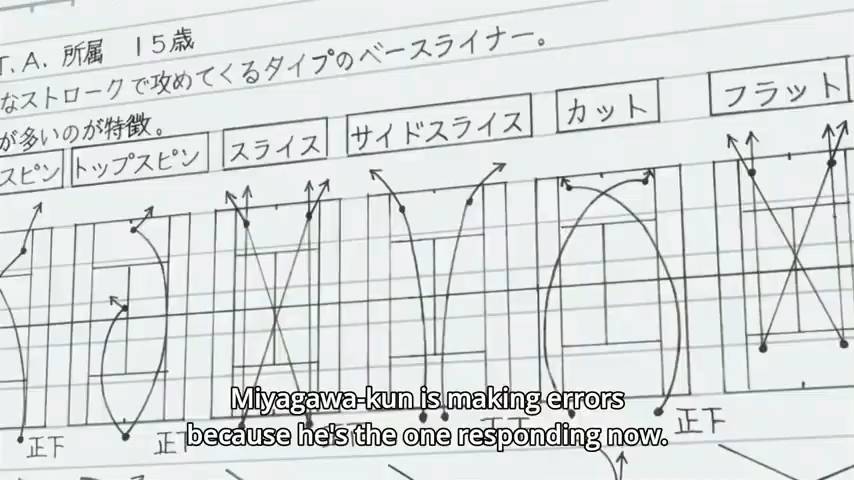 T.A. 所属 15歳
なストロークで攻めてくるタイプのベースライナー。
が多いのが特徴。
スピン トップスピン スライス サイドスライス カット フラット
正下 正下 正下 正下
Miyagawa-kun is making errors
because he's the one responding now.